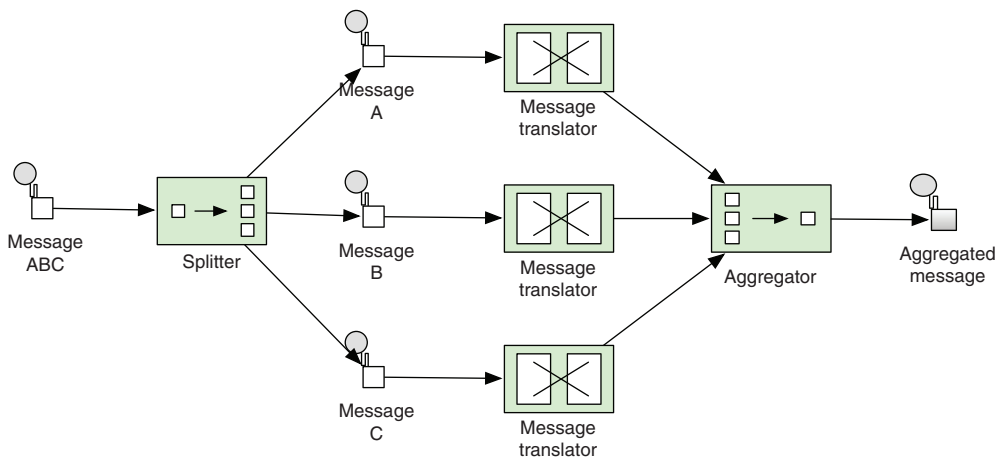 Message
A
Message
translator
Message
ABC
Splitter
Message
B
Message
translator
Aggregator
Aggregated
message
Message
C
Message
translator